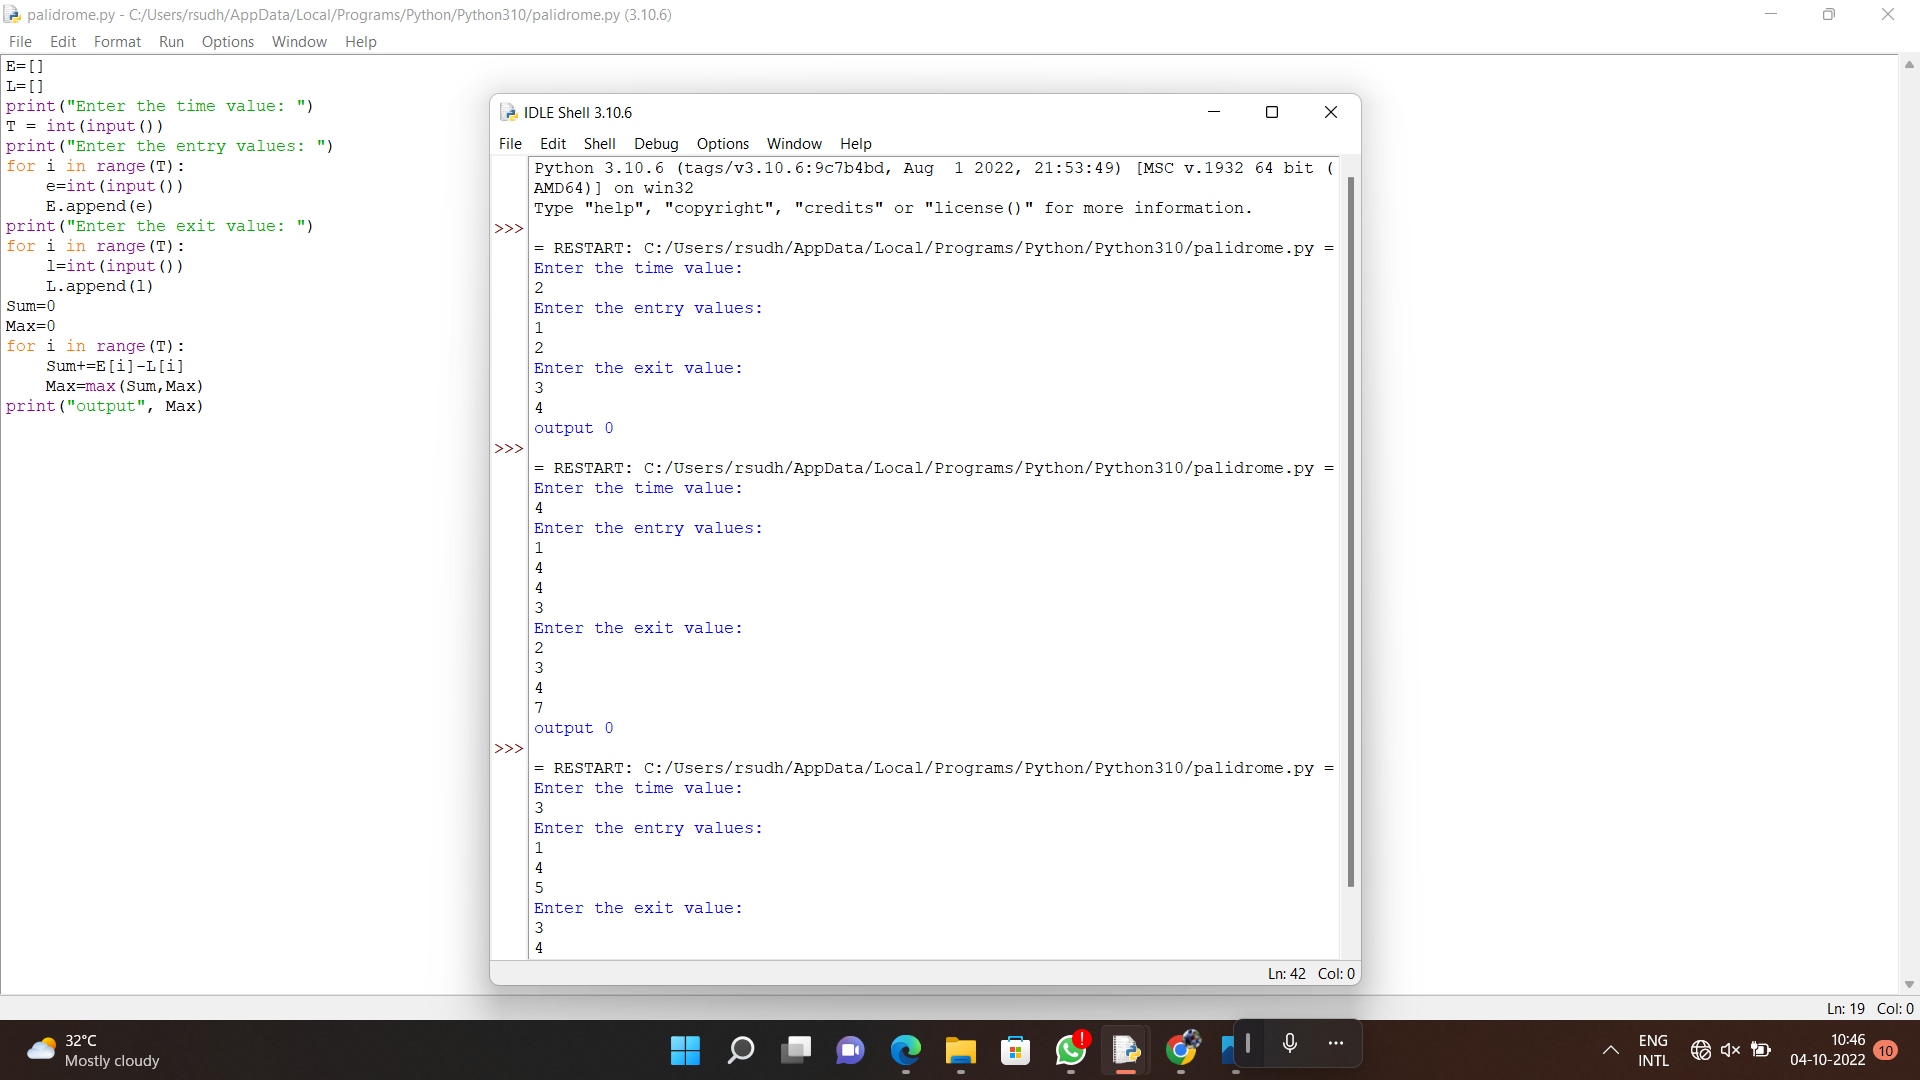 palidrome.py - C:/Users/rsudh/AppData/Local/Programs/Python/Python310/palidrome.py (3.10.6)
File Edit Format Run Options Window Help
E=[]
L=[]
print("Enter the time value: ")
T = int(input())
print("Enter the entry values: ")
for i in range(T):
    e=int(input())
    E.append(e)
print("Enter the exit value: ")
for i in range(T):
    l=int(input())
    L.append(l)
Sum=0
Max=0
for i in range(T):
    Sum+=E[i]-L[i]
    Max=max(Sum,Max)
print("output", Max)
IDLE Shell 3.10.6
File Edit Shell Debug Options Window Help
Python 3.10.6 (tags/v3.10.6:9c7b4bd, Aug  1 2022, 21:53:49) [MSC v.1932 64 bit (
AMD64)] on win32
Type "help", "copyright", "credits" or "license()" for more information.
>>>
= RESTART: C:/Users/rsudh/AppData/Local/Programs/Python/Python310/palidrome.py =
Enter the time value:
2
Enter the entry values:
1
2
Enter the exit value:
3
4
output 0
>>>
= RESTART: C:/Users/rsudh/AppData/Local/Programs/Python/Python310/palidrome.py =
Enter the time value:
4
Enter the entry values:
1
4
4
3
Enter the exit value:
2
3
4
7
output 0
>>>
= RESTART: C:/Users/rsudh/AppData/Local/Programs/Python/Python310/palidrome.py =
Enter the time value:
3
Enter the entry values:
1
4
5
Enter the exit value:
3
4
Ln: 42 Col: 0
Ln: 19 Col: 0
32°C
Mostly cloudy
ENG
INTL
10:46
04-10-2022
10